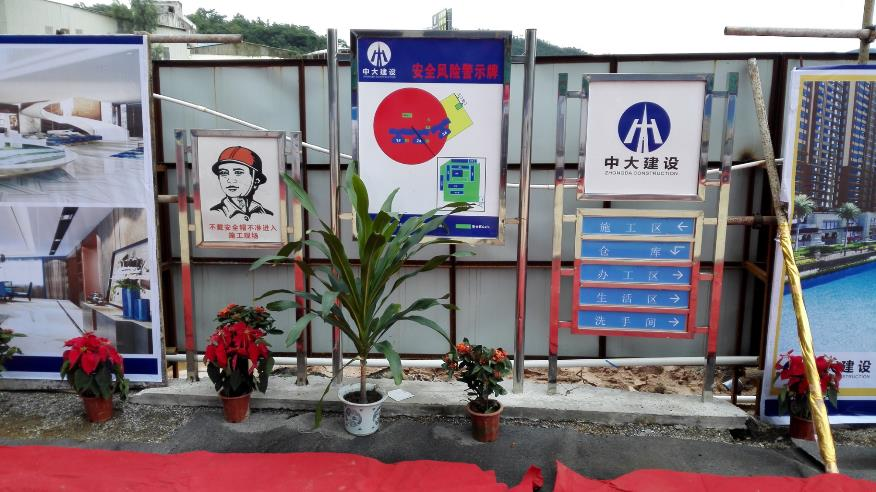 中大建设
安全风险警示牌
不戴安全帽不准进入
施工现场
中大建设
ZHONGDA CONSTRUCTION
施工区
仓库
办工区
生活区
洗手间
建设
CONSTRUCTION